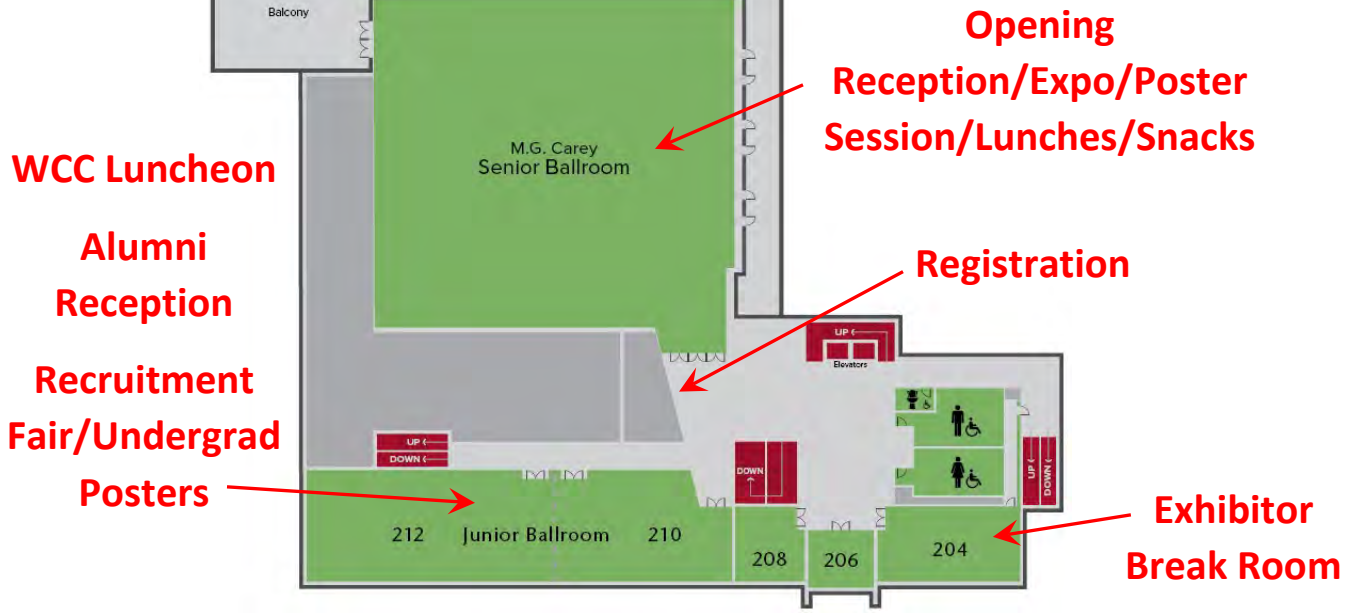 Balcony
Opening
Reception/Expo/Poster
Session/Lunches/Snacks
M.G. Carey
Senior Ballroom
WCC Luncheon
Alumni
Reception
Registration
UP
Elevators
Recruitment
Fair/Undergrad
Posters
UP
DOWN
DOWN
UP
DOWN
212
Junior Ballroom
210
208
206
204
Exhibitor
Break Room